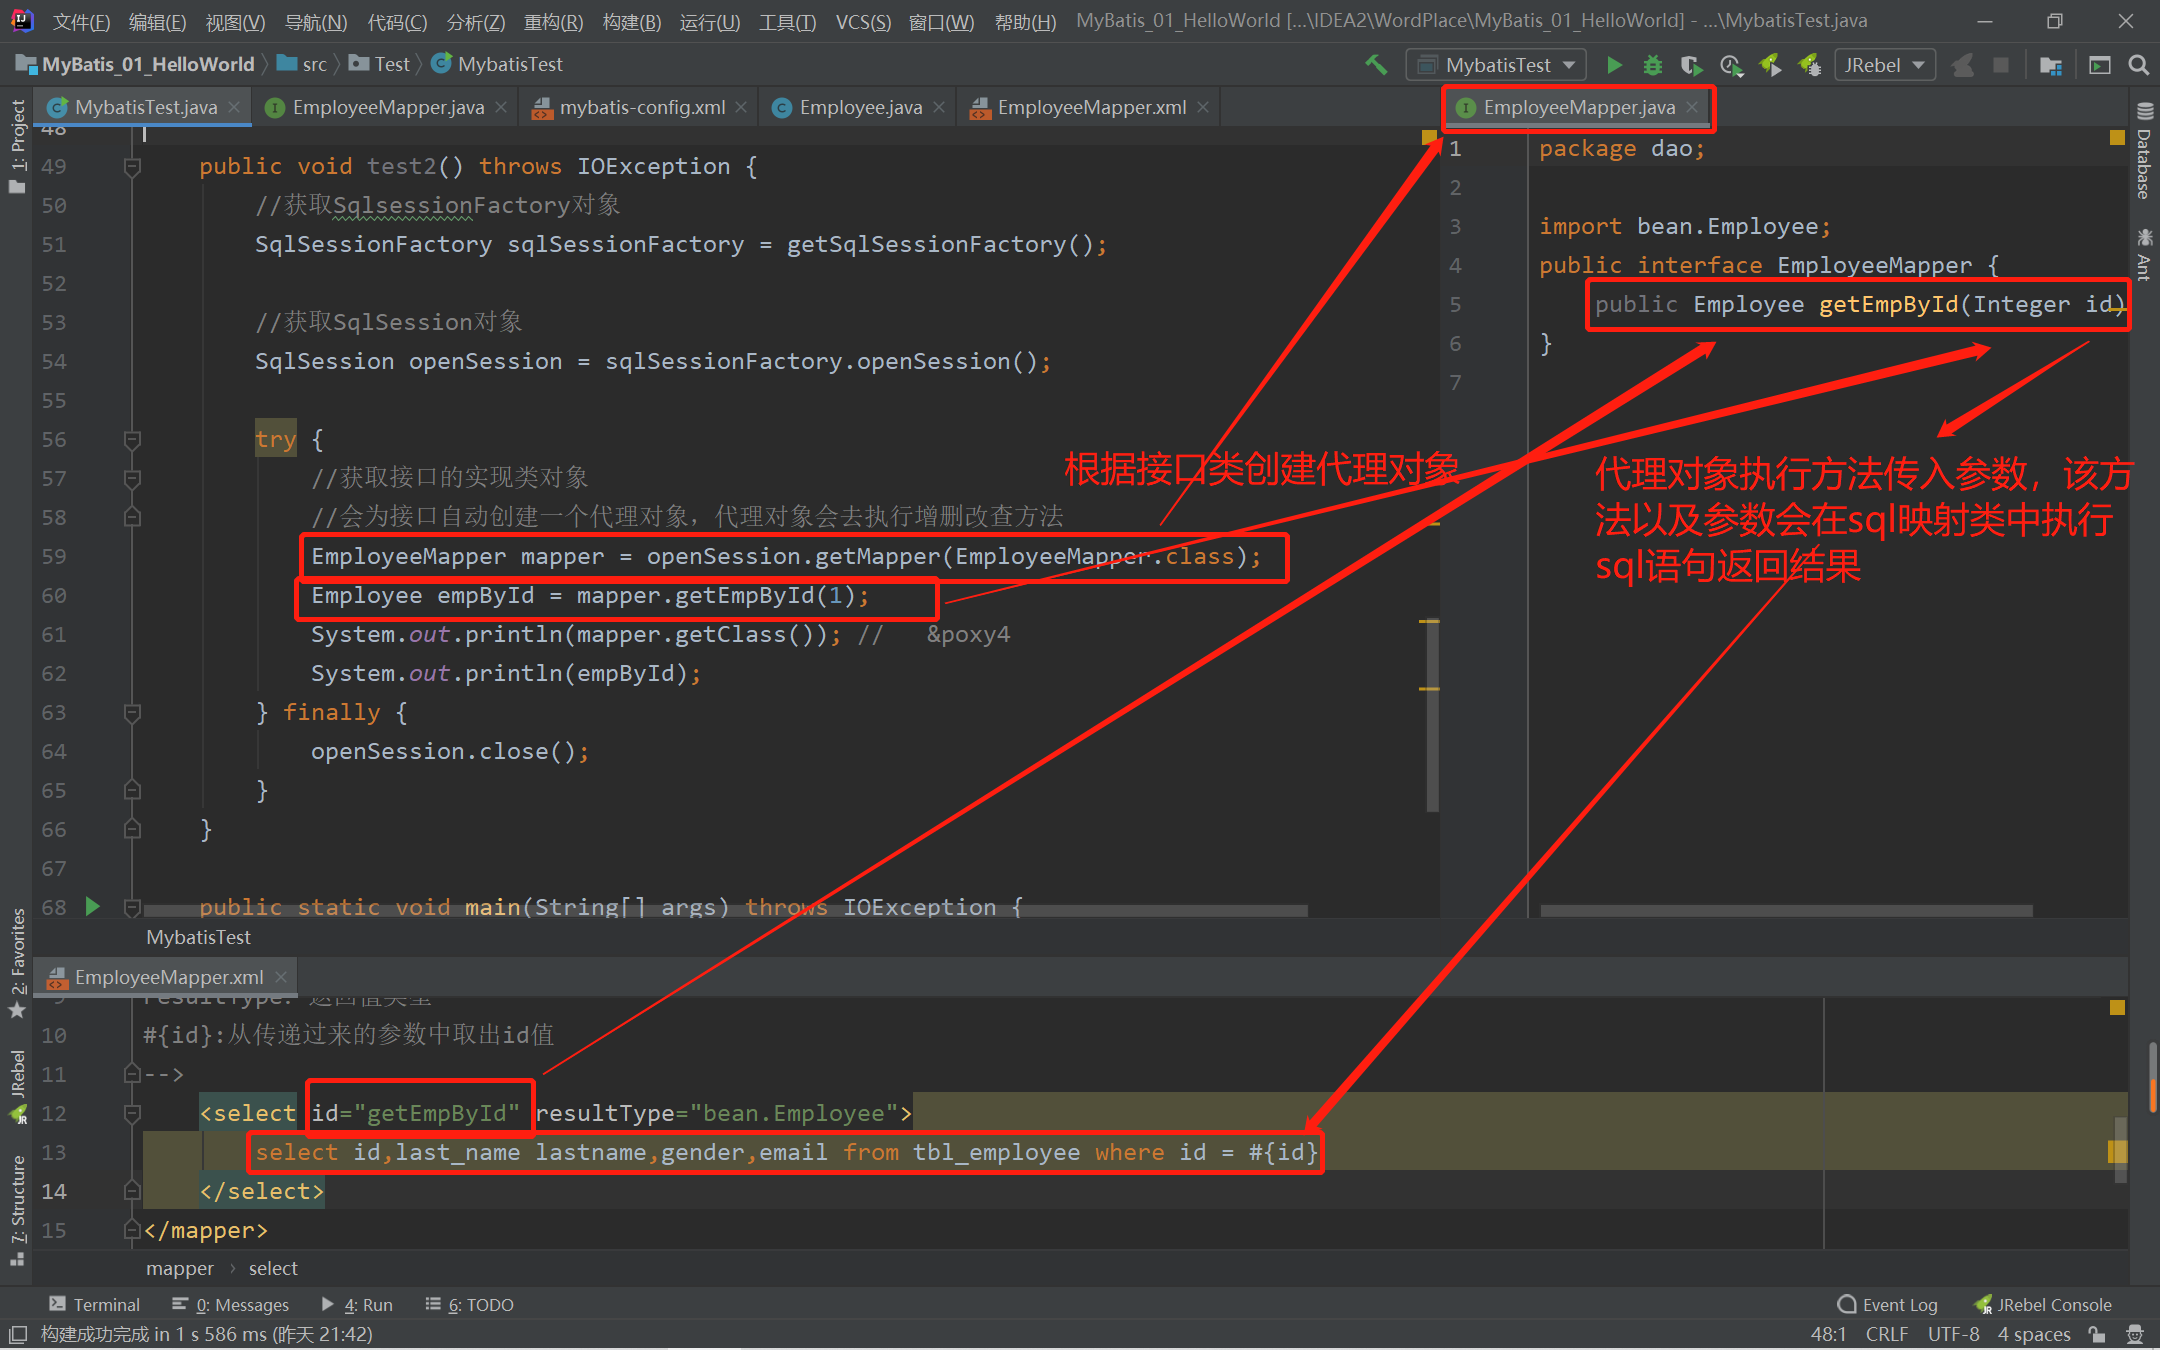 文件(F) 编辑(E) 视图(V) 导航(N) 代码(C) 分析(Z) 重构(R) 构建(B) 运行(U) 工具(T) VCS(S) 窗口(W) 帮助(H) MyBatis_01_HelloWorld [...\IDEA2\WordPlace\MyBatis_01_HelloWorld] - ...\MybatisTest.java
MyBatis_01_HelloWorld src Test MybatisTest
MybatisTest
JRebel
MybatisTest.java EmployeeMapper.java mybatis-config.xml Employee.java EmployeeMapper.xml
EmployeeMapper.java
1: Project
2: Favorites
JRebel
7: Structure
Database
Ant
48
49 public void test2() throws IOException {
50 //获取SqlsessionFactory对象
51 SqlSessionFactory sqlSessionFactory = getSqlSessionFactory();
52
53 //获取SqlSession对象
54 SqlSession openSession = sqlSessionFactory.openSession();
55
56 try {
57 //获取接口的实现类对象
58 //会为接口自动创建一个代理对象，代理对象会去执行增删改查方法
59 EmployeeMapper mapper = openSession.getMapper(EmployeeMapper.class);
60 Employee empById = mapper.getEmpById(1);
61 System.out.println(mapper.getClass()); // &poxy4
62 System.out.println(empById);
63 } finally {
64 openSession.close();
65 }
66 }
67
68 public static void main(String[] args) throws IOException {
MybatisTest
1 package dao;
2
3 import bean.Employee;
4 public interface EmployeeMapper {
5 public Employee getEmpById(Integer id)
6 }
7
根据接口类创建代理对象
代理对象执行方法传入参数，该方
法以及参数会在sql映射类中执行
sql语句返回结果
EmployeeMapper.xml
9 resultType: 返回值类型
10 #{id}:从传递过来的参数中取出id值
11 -->
12 <select id="getEmpById" resultType="bean.Employee">
13 select id,last_name lastname,gender,email from tbl_employee where id = #{id}
14 </select>
15 </mapper>
mapper › select
Terminal 0: Messages 4: Run 6: TODO
Event Log JRebel Console
构建成功完成 in 1 s 586 ms (昨天 21:42)
48:1 CRLF UTF-8 4 spaces